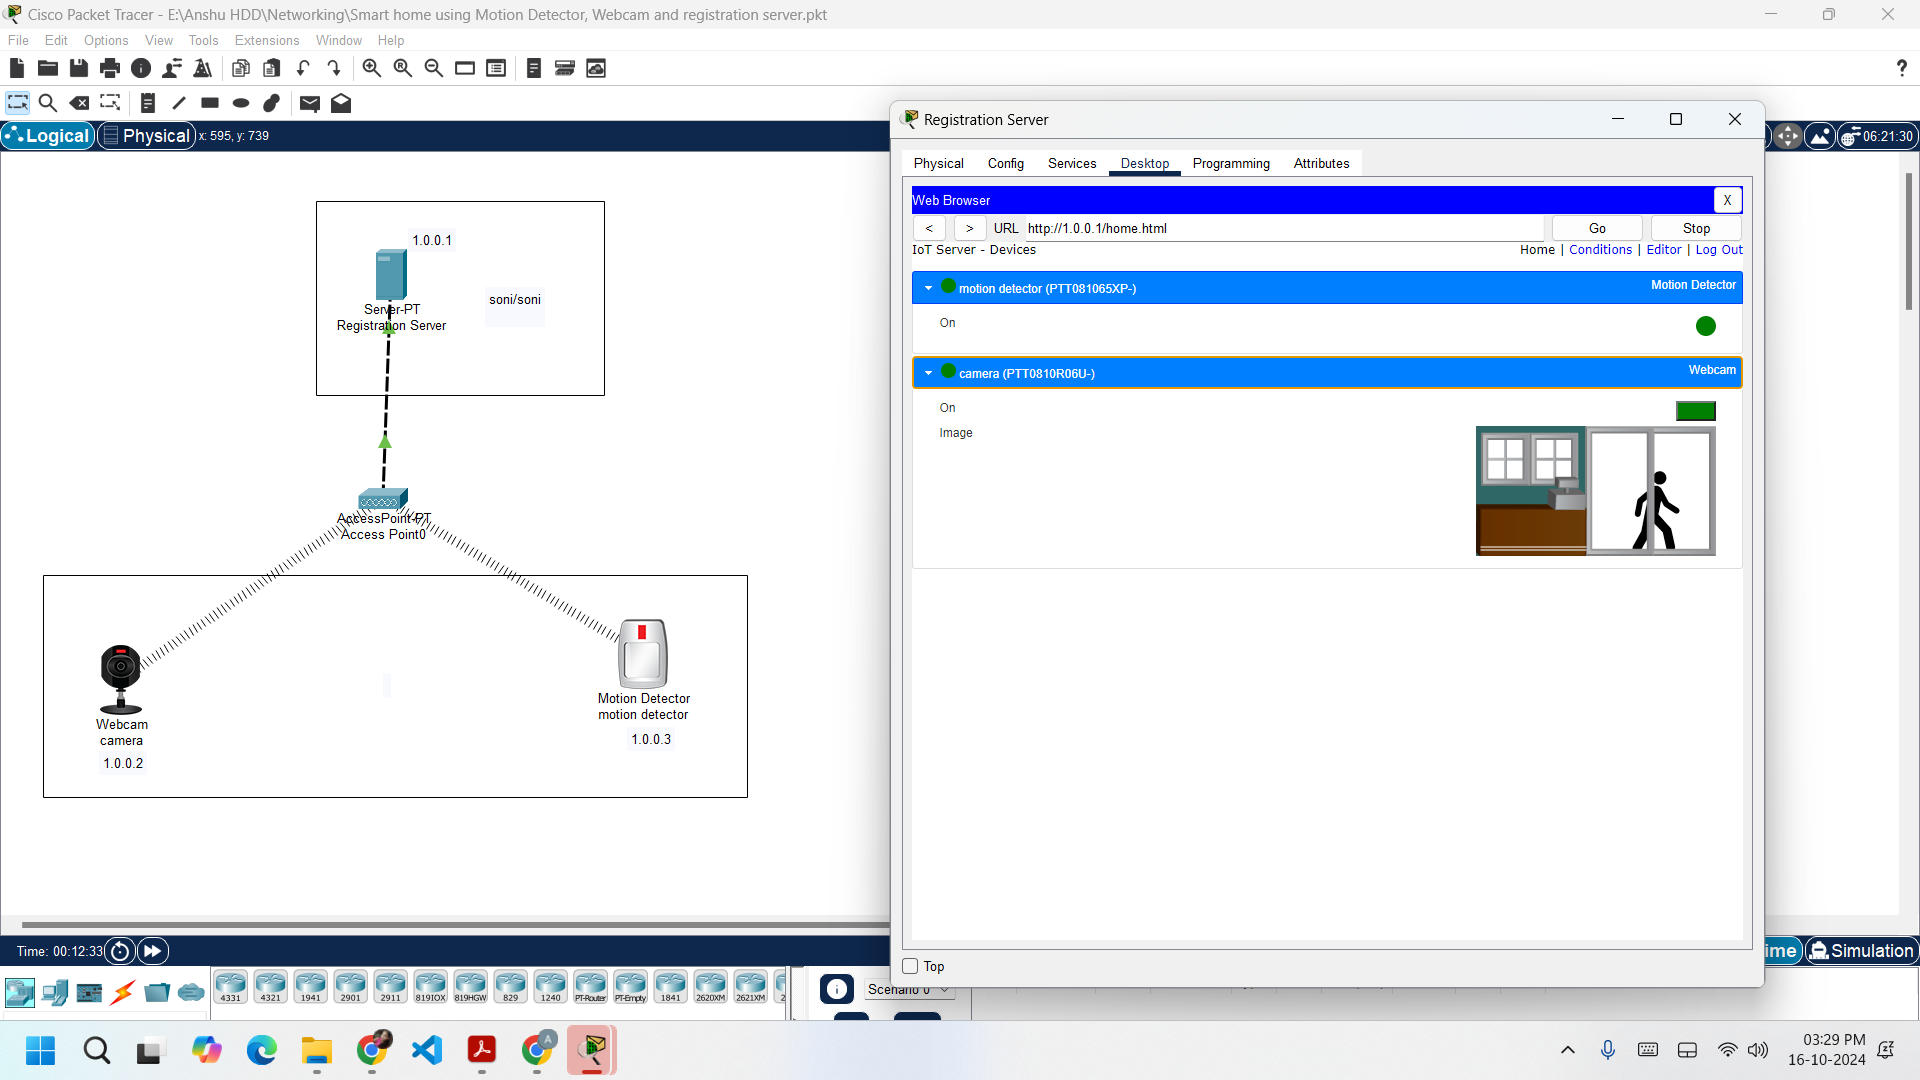 Cisco Packet Tracer - E:\Anshu HDD\Networking\Smart home using Motion Detector, Webcam and registration server.pkt
File Edit Options View Tools Extensions Window Help
?
Logical Physical x: 595, y: 739
06:21:30
1.0.0.1
soni/soni
Server-PT
Registration Server
AccessPoint-PT
Access Point0
Webcam
camera
1.0.0.2
Motion Detector
motion detector
1.0.0.3
Registration Server
Physical Config Services Desktop Programming Attributes
Web Browser X
< > URL http://1.0.0.1/home.html Go Stop
IoT Server - Devices Home | Conditions | Editor | Log Out
motion detector (PTT081065XP-) Motion Detector
On
camera (PTT0810R06U-) Webcam
On
Image
Top
Time: 00:12:33
ime Simulation
4331 4321 1941 2901 2911 819IOX 819HGW 829 1240 PT-Router PT-Empty 1841 2620XM 2621XM 2
Scenario 0
A
03:29 PM
16-10-2024